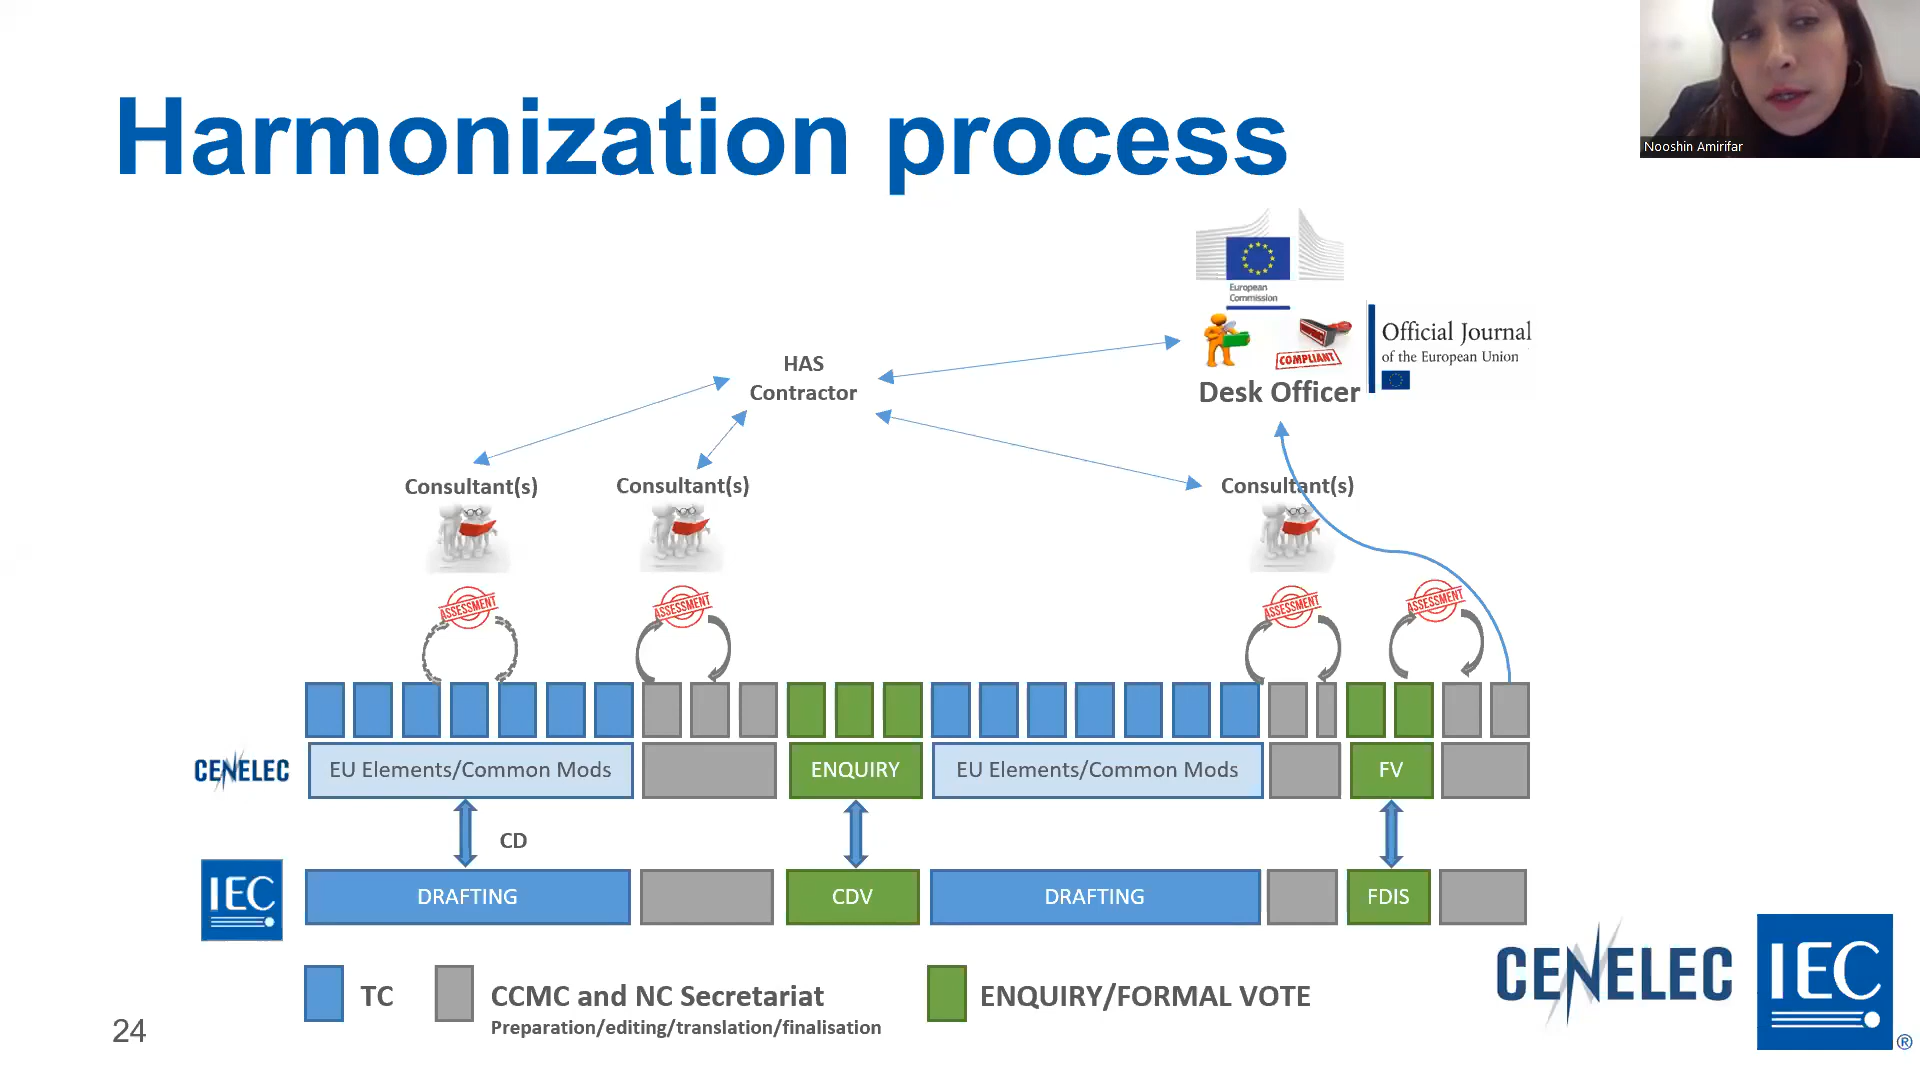 Harmonization process
Nooshin Amirifar
European
Commission
COMPLIANT
Official Journal
of the European Union
Desk Officer
HAS
Contractor
Consultant(s)
Consultant(s)
Consultant(s)
ASSESSMENT
ASSESSMENT
ASSESSMENT
ASSESSMENT
CENELEC
EU Elements/Common Mods
ENQUIRY
EU Elements/Common Mods
FV
CD
IEC
DRAFTING
CDV
DRAFTING
FDIS
TC
CCMC and NC Secretariat
Preparation/editing/translation/finalisation
ENQUIRY/FORMAL VOTE
CENELEC
IEC
®
24